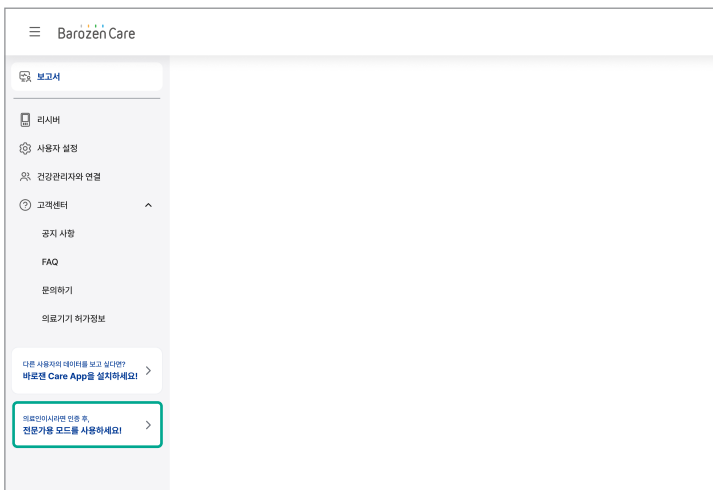 Barozen Care
보고서
리시버
사용자 설정
건강관리자와 연결
고객센터
공지 사항
FAQ
문의하기
의료기기 허가정보
다른 사용자의 데이터를 보고 싶다면?
바로잰 Care App을 설치하세요!
의료인이시라면 인증 후,
전문가용 모드를 사용하세요!